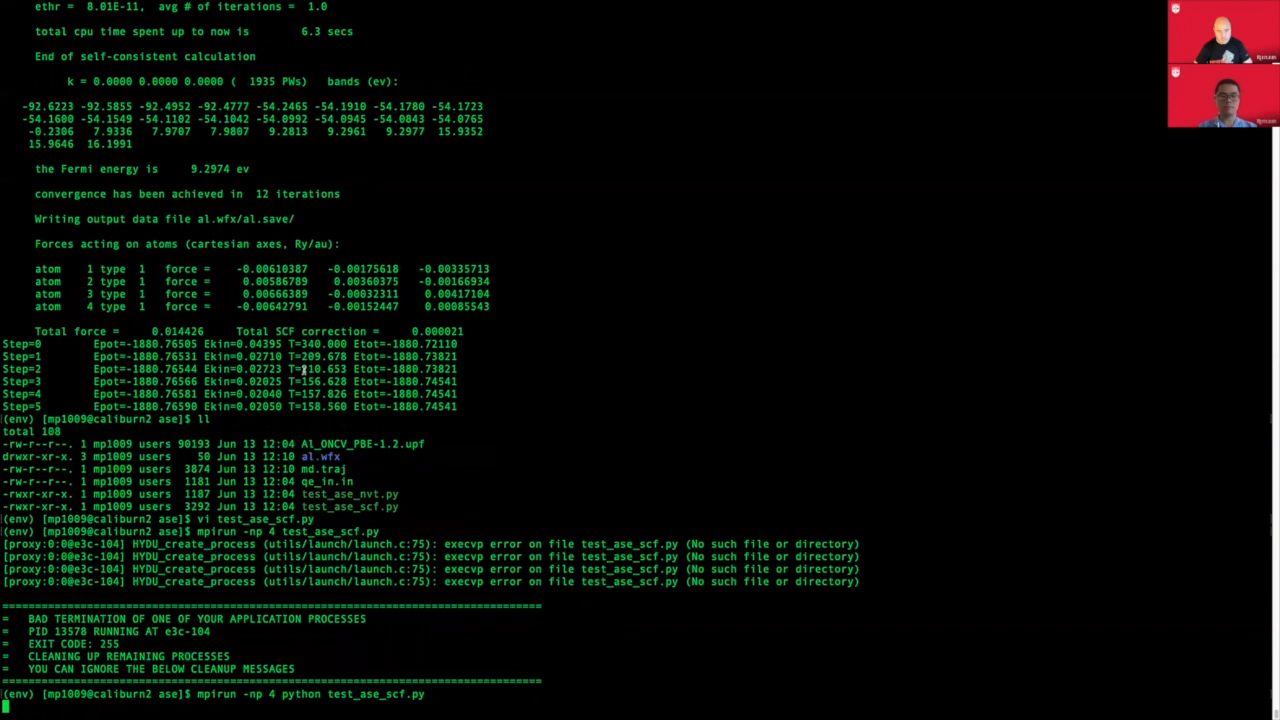 ethr =  8.01E-11,  avg # of iterations =  1.0
total cpu time spent up to now is        6.3 secs
End of self-consistent calculation
k = 0.0000 0.0000 0.0000 (  1935 PWs)   bands (ev):
-92.6223 -92.5855 -92.4952 -92.4777 -54.2465 -54.1910 -54.1780 -54.1723
-54.1600 -54.1549 -54.1102 -54.1042 -54.0992 -54.0945 -54.0843 -54.0765
-0.2306   7.9336   7.9707   7.9807   9.2813   9.2961   9.2977  15.9352
15.9646  16.1991
the Fermi energy is     9.2974 ev
convergence has been achieved in  12 iterations
Writing output data file al.wfx/al.save/
Forces acting on atoms (cartesian axes, Ry/au):
atom    1 type  1   force =    -0.00610387   -0.00175618   -0.00335713
atom    2 type  1   force =     0.00586789    0.00360375   -0.00166934
atom    3 type  1   force =     0.00666389   -0.00032311    0.00417104
atom    4 type  1   force =    -0.00642791   -0.00152447    0.00085543
Total force =     0.014426     Total SCF correction =     0.000021
Step=0        Epot=-1880.76505 Ekin=0.04395 T=340.000 Etot=-1880.72110
Step=1        Epot=-1880.76531 Ekin=0.02710 T=209.678 Etot=-1880.73821
Step=2        Epot=-1880.76544 Ekin=0.02723 T=210.653 Etot=-1880.73821
Step=3        Epot=-1880.76566 Ekin=0.02025 T=156.628 Etot=-1880.74541
Step=4        Epot=-1880.76581 Ekin=0.02040 T=157.826 Etot=-1880.74541
Step=5        Epot=-1880.76590 Ekin=0.02050 T=158.560 Etot=-1880.74541
(env) [mp1009@caliburn2 ase]$ ll
total 108
-rw-r--r--. 1 mp1009 users 90193 Jun 13 12:04 Al_ONCV_PBE-1.2.upf
drwxr-xr-x. 3 mp1009 users    50 Jun 13 12:10 al.wfx
-rw-r--r--. 1 mp1009 users  3874 Jun 13 12:10 md.traj
-rw-r--r--. 1 mp1009 users  1181 Jun 13 12:04 qe_in.in
-rwxr-xr-x. 1 mp1009 users  1187 Jun 13 12:04 test_ase_nvt.py
-rwxr-xr-x. 1 mp1009 users  3292 Jun 13 12:04 test_ase_scf.py
(env) [mp1009@caliburn2 ase]$ vi test_ase_scf.py
(env) [mp1009@caliburn2 ase]$ mpirun -np 4 test_ase_scf.py
[proxy:0:0@e3c-104] HYDU_create_process (utils/launch/launch.c:75): execvp error on file test_ase_scf.py (No such file or directory)
[proxy:0:0@e3c-104] HYDU_create_process (utils/launch/launch.c:75): execvp error on file test_ase_scf.py (No such file or directory)
[proxy:0:0@e3c-104] HYDU_create_process (utils/launch/launch.c:75): execvp error on file test_ase_scf.py (No such file or directory)
[proxy:0:0@e3c-104] HYDU_create_process (utils/launch/launch.c:75): execvp error on file test_ase_scf.py (No such file or directory)
===================================================================================
=   BAD TERMINATION OF ONE OF YOUR APPLICATION PROCESSES
=   PID 13578 RUNNING AT e3c-104
=   EXIT CODE: 255
=   CLEANING UP REMAINING PROCESSES
=   YOU CAN IGNORE THE BELOW CLEANUP MESSAGES
===================================================================================
(env) [mp1009@caliburn2 ase]$ mpirun -np 4 python test_ase_scf.py